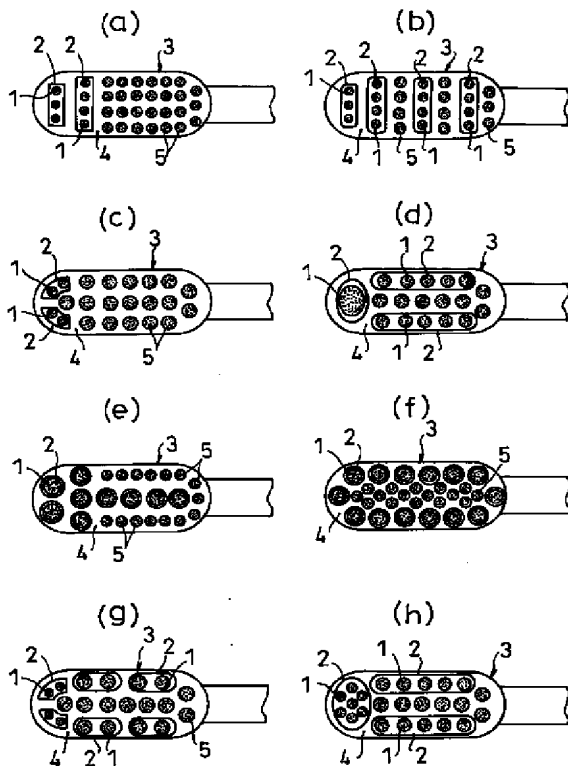 (a) (b)
2 2 3 2 2 3 2
1 1 4 5 4 1 5 1 1 5
(c) (d)
2 3 1 2 3
1 2
1 2 4 5 4 1 2
(e) (f)
2 3 5 3
1 1 2 5
4 5 4
(g) (h)
2 3 2 1 2 3
1 1 2 1
4 2 1 5 4 1 2